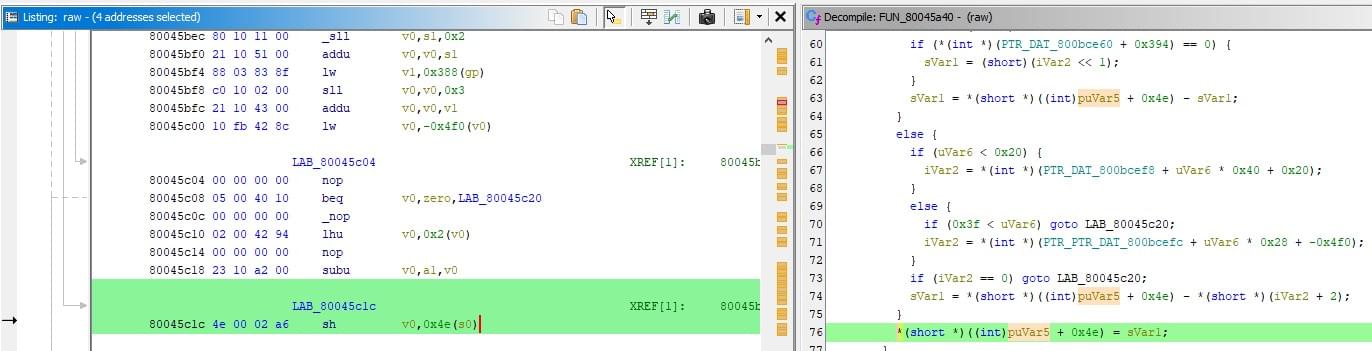 Listing: raw - (4 addresses selected)
80045bec 80 10 11 00 _sll v0,s1,0x2
80045bf0 21 10 51 00 addu v0,v0,s1
80045bf4 88 03 83 8f lw v1,0x388(gp)
80045bf8 c0 10 02 00 sll v0,v0,0x3
80045bfc 21 10 43 00 addu v0,v0,v1
80045c00 10 fb 42 8c lw v0,-0x4f0(v0)
LAB_80045c04 XREF[1]: 80045b
80045c04 00 00 00 00 nop
80045c08 05 00 40 10 beq v0,zero,LAB_80045c20
80045c0c 00 00 00 00 _nop
80045c10 02 00 42 94 lhu v0,0x2(v0)
80045c14 00 00 00 00 nop
80045c18 23 10 a2 00 subu v0,a1,v0
LAB_80045c1c XREF[1]: 80045b
80045c1c 4e 00 02 a6 sh v0,0x4e(s0)
Decompile: FUN_80045a40 - (raw)
60 if (*(int *)(PTR_DAT_800bce60 + 0x394) == 0) {
61 sVar1 = (short)(iVar2 << 1);
62 }
63 sVar1 = *(short *)((int)puVar5 + 0x4e) - sVar1;
64 }
65 else {
66 if (uVar6 < 0x20) {
67 iVar2 = *(int *)(PTR_DAT_800bcef8 + uVar6 * 0x40 + 0x20);
68 }
69 else {
70 if (0x3f < uVar6) goto LAB_80045c20;
71 iVar2 = *(int *)(PTR_PTR_DAT_800bcefc + uVar6 * 0x28 + -0x4f0);
72 }
73 if (iVar2 == 0) goto LAB_80045c20;
74 sVar1 = *(short *)((int)puVar5 + 0x4e) - *(short *)(iVar2 + 2);
75 }
76 *(short *)((int)puVar5 + 0x4e) = sVar1;
77 }